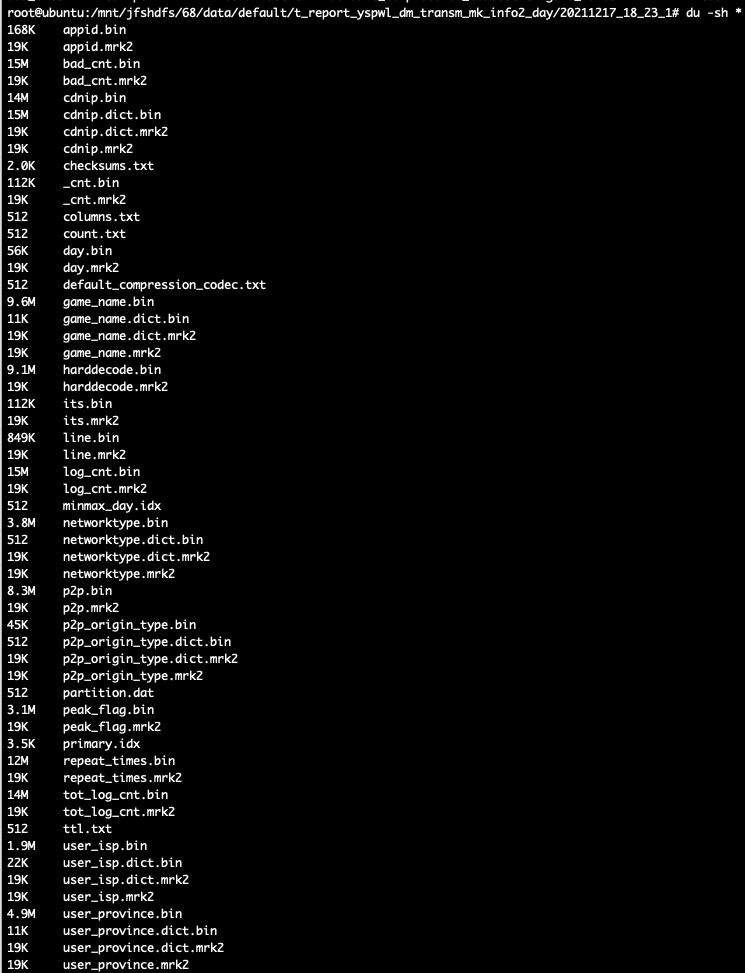 root@ubuntu:/mnt/jfshdfs/68/data/default/t_report_yspwl_dm_transm_mk_info2_day/20211217_18_23_1# du -sh *
168K appid.bin
19K appid.mrk2
15M bad_cnt.bin
19K bad_cnt.mrk2
14M cdnip.bin
15M cdnip.dict.bin
19K cdnip.dict.mrk2
19K cdnip.mrk2
2.0K checksums.txt
112K _cnt.bin
19K _cnt.mrk2
512 columns.txt
512 count.txt
56K day.bin
19K day.mrk2
512 default_compression_codec.txt
9.6M game_name.bin
11K game_name.dict.bin
19K game_name.dict.mrk2
19K game_name.mrk2
9.1M harddecode.bin
19K harddecode.mrk2
112K its.bin
19K its.mrk2
849K line.bin
19K line.mrk2
15M log_cnt.bin
19K log_cnt.mrk2
512 minmax_day.idx
3.8M networktype.bin
512 networktype.dict.bin
19K networktype.dict.mrk2
19K networktype.mrk2
8.3M p2p.bin
19K p2p.mrk2
45K p2p_origin_type.bin
512 p2p_origin_type.dict.bin
19K p2p_origin_type.dict.mrk2
19K p2p_origin_type.mrk2
512 partition.dat
3.1M peak_flag.bin
19K peak_flag.mrk2
3.5K primary.idx
12M repeat_times.bin
19K repeat_times.mrk2
14M tot_log_cnt.bin
19K tot_log_cnt.mrk2
512 ttl.txt
1.9M user_isp.bin
22K user_isp.dict.bin
19K user_isp.dict.mrk2
19K user_isp.mrk2
4.9M user_province.bin
11K user_province.dict.bin
19K user_province.dict.mrk2
19K user_province.mrk2